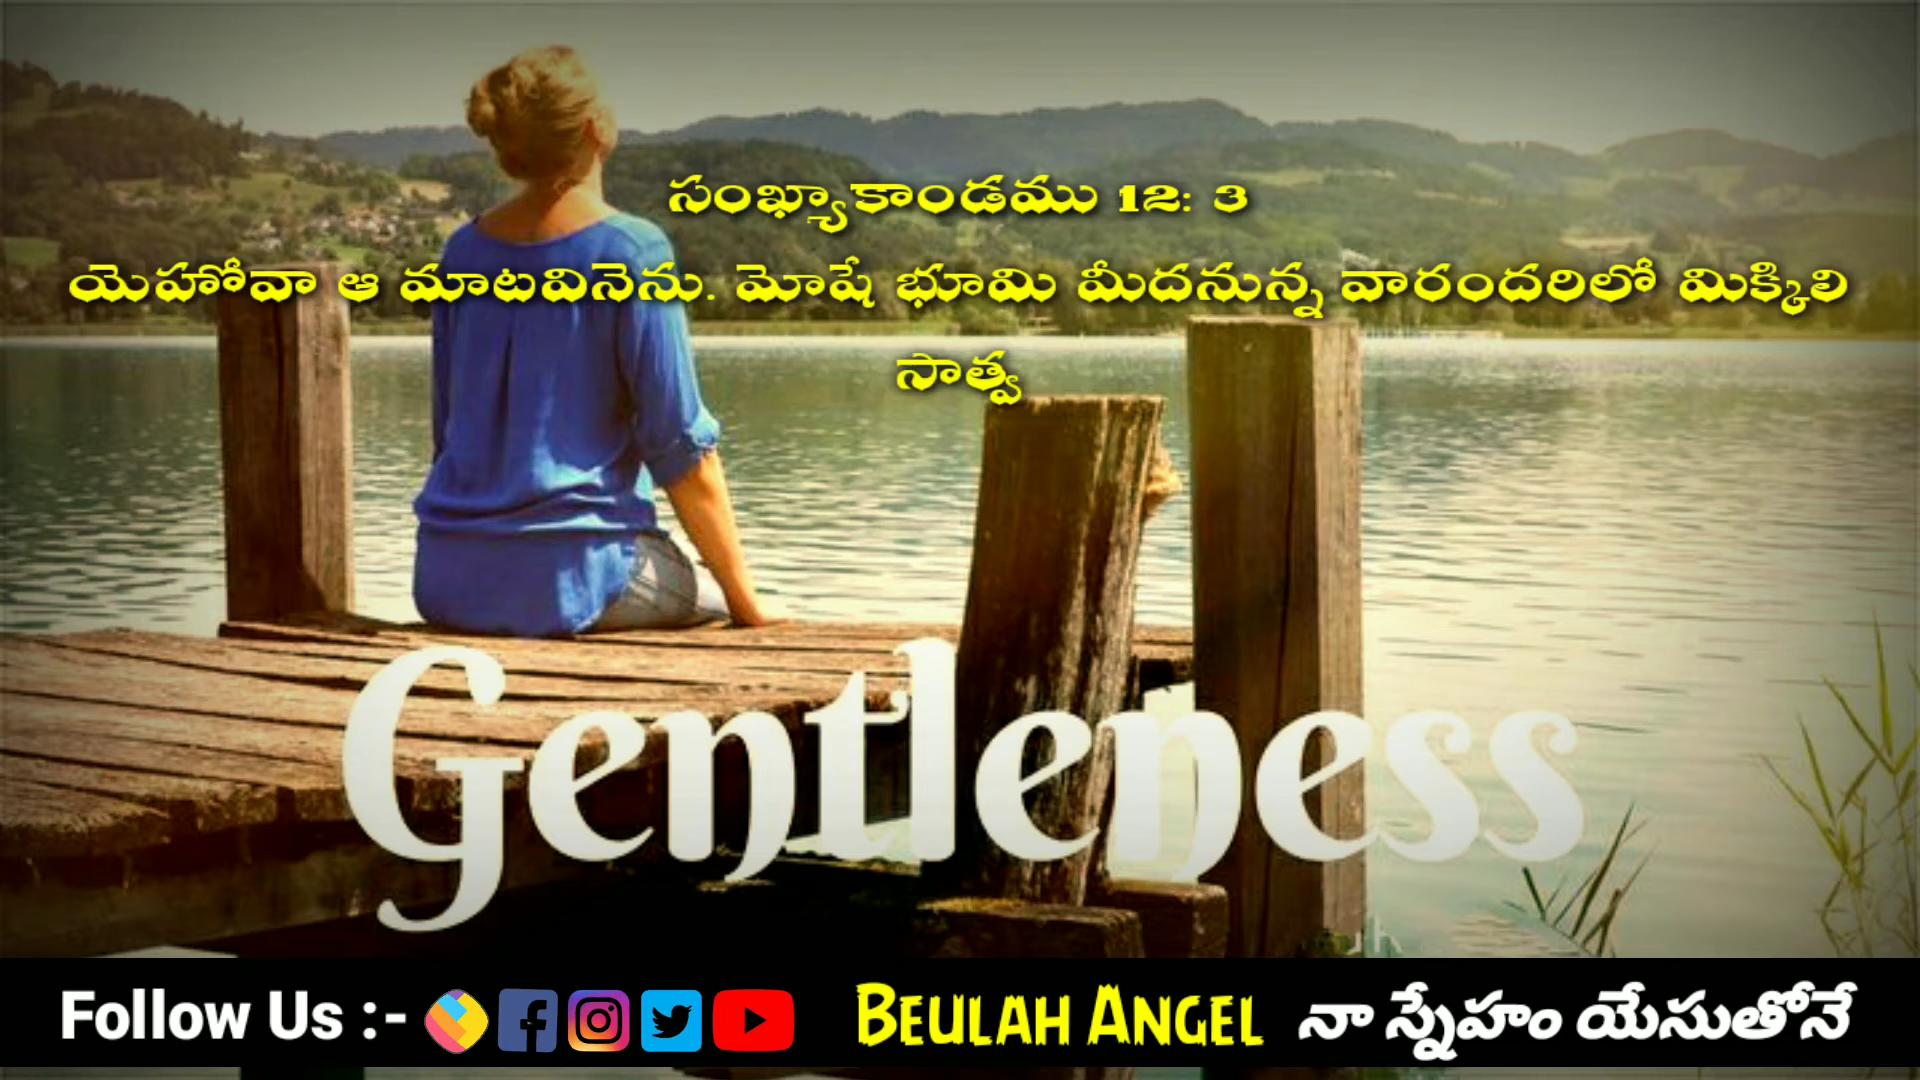 సంఖ్యాకాండము 12: 3
యెహోవా ఆ మాటవినెను. మోషే భూమి మీదనున్న వారందరిలో మిక్కిలి
సాత్వ
Gentleness
Follow Us :- BEULAH ANGEL నా స్నేహం యేసుతోనే